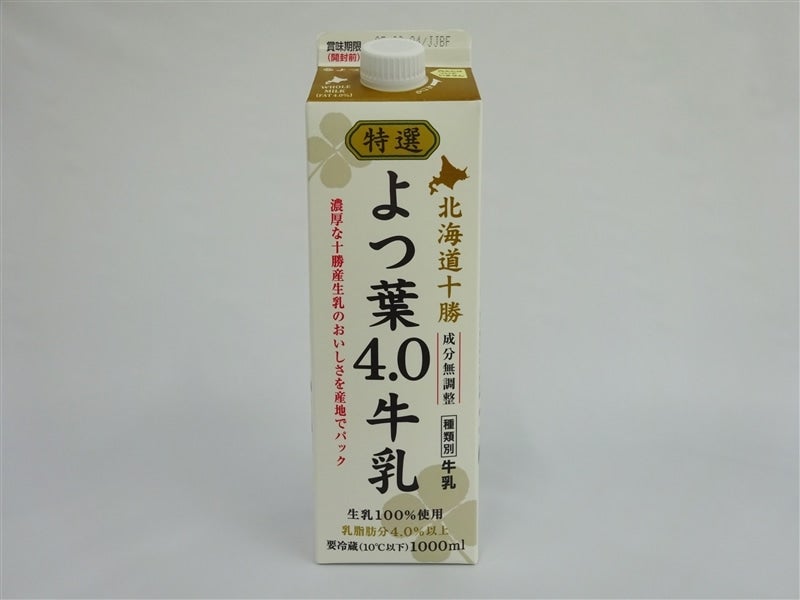 賞味期限
(開封前)
WHOLE
MILK
(FAT 4.0%)
特選
北海道十勝
よつ葉
4.0
牛乳
濃厚な十勝産生乳のおいしさを産地でパック
成分無調整
種類別
牛乳
生乳100%使用
乳脂肪分4.0%以上
要冷蔵(10℃以下)1000ml